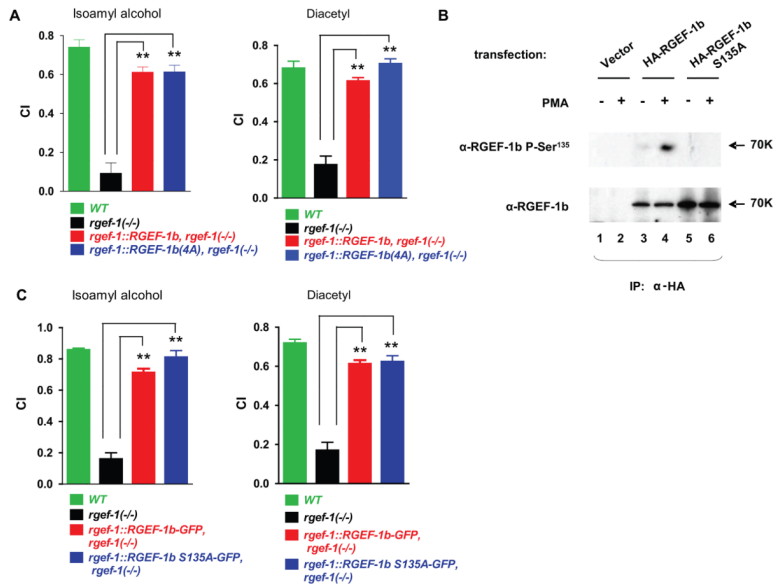 A
Isoamyl alcohol
CI
0.8
0.6
0.4
0.2
0.0
**
**
WT
rgef-1(-/-)
rgef-1::RGEF-1b, rgef-1(-/-)
rgef-1::RGEF-1b(4A), rgef-1(-/-)
Diacetyl
CI
0.8
0.6
0.4
0.2
0.0
**
**
WT
rgef-1(-/-)
rgef-1::RGEF-1b, rgef-1(-/-)
rgef-1::RGEF-1b(4A), rgef-1(-/-)
B
transfection:
Vector
HA-RGEF-1b
HA-RGEF-1b
S135A
PMA - + - + - +
α-RGEF-1b P-Ser¹³⁵ ← 70K
α-RGEF-1b ← 70K
1 2 3 4 5 6
IP: α-HA
C
Isoamyl alcohol
CI
1.0
0.8
0.6
0.4
0.2
0.0
**
**
WT
rgef-1(-/-)
rgef-1::RGEF-1b-GFP,
rgef-1(-/-)
rgef-1::RGEF-1b S135A-GFP,
rgef-1(-/-)
Diacetyl
CI
0.8
0.6
0.4
0.2
0.0
**
**
WT
rgef-1(-/-)
rgef-1::RGEF-1b-GFP,
rgef-1(-/-)
rgef-1::RGEF-1b S135A-GFP,
rgef-1(-/-)